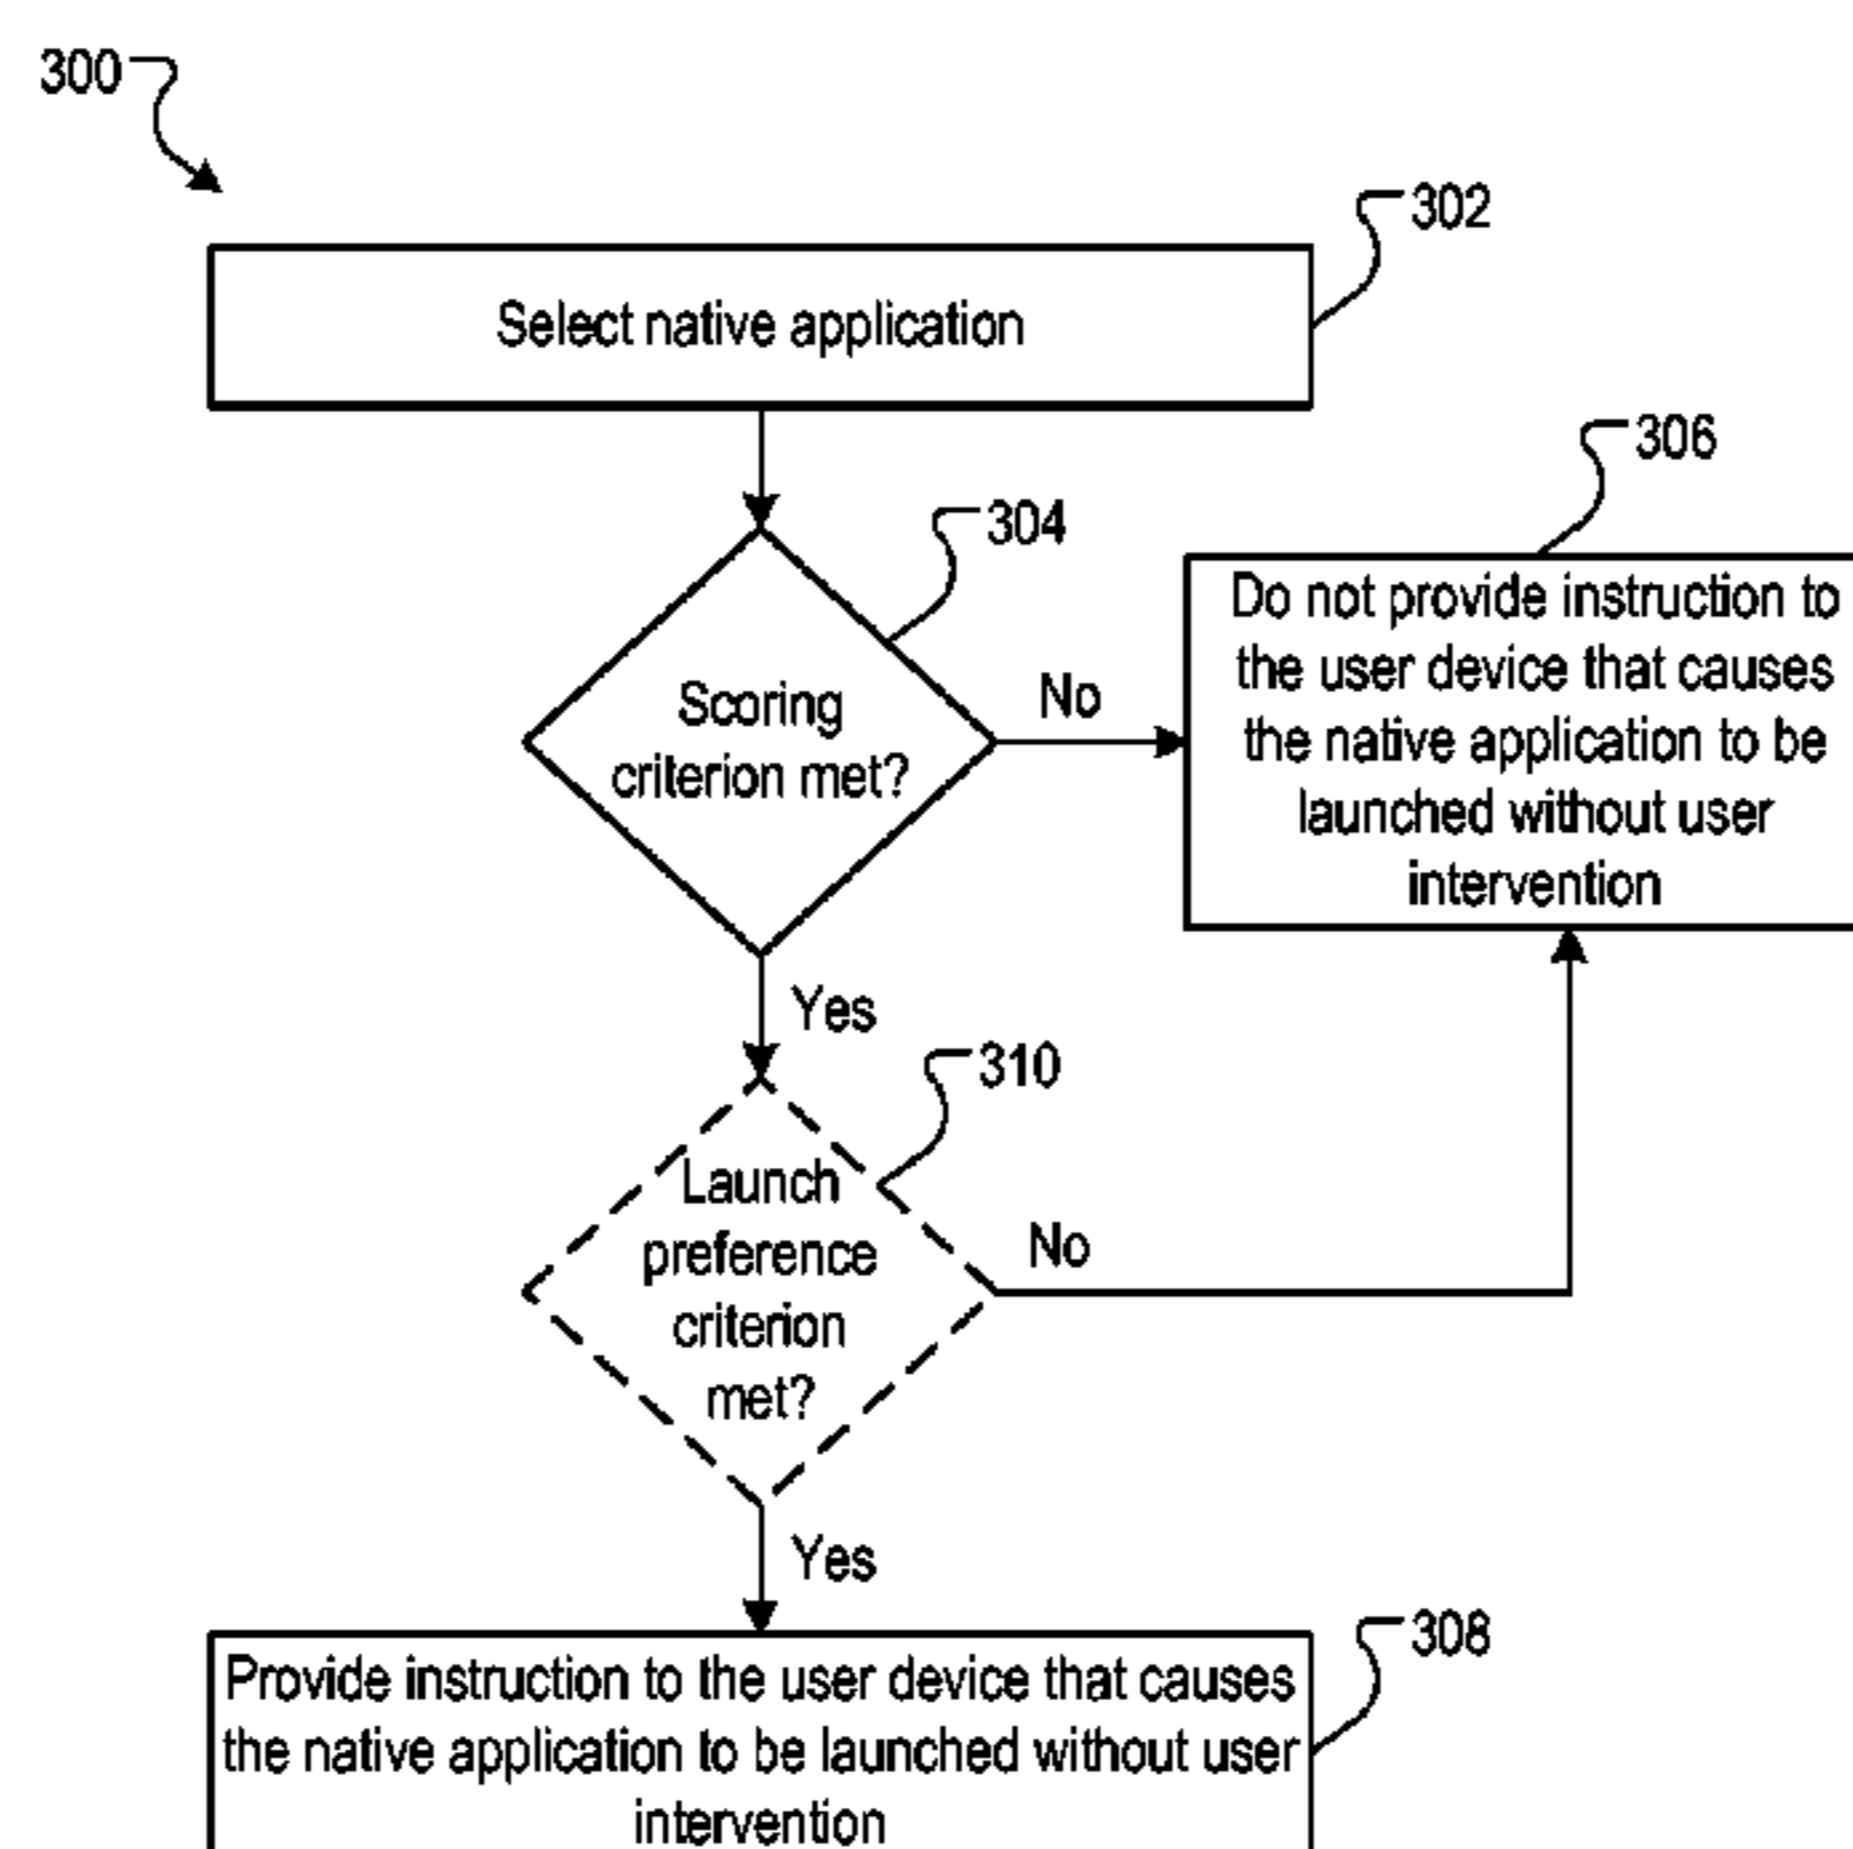 300
302
Select native application
306
304
Do not provide instruction to
the user device that causes
the native application to be
launched without user
intervention
No
Scoring
criterion met?
Yes
310
Launch
preference
criterion
met?
No
Yes
308
Provide instruction to the user device that causes
the native application to be launched without user
intervention